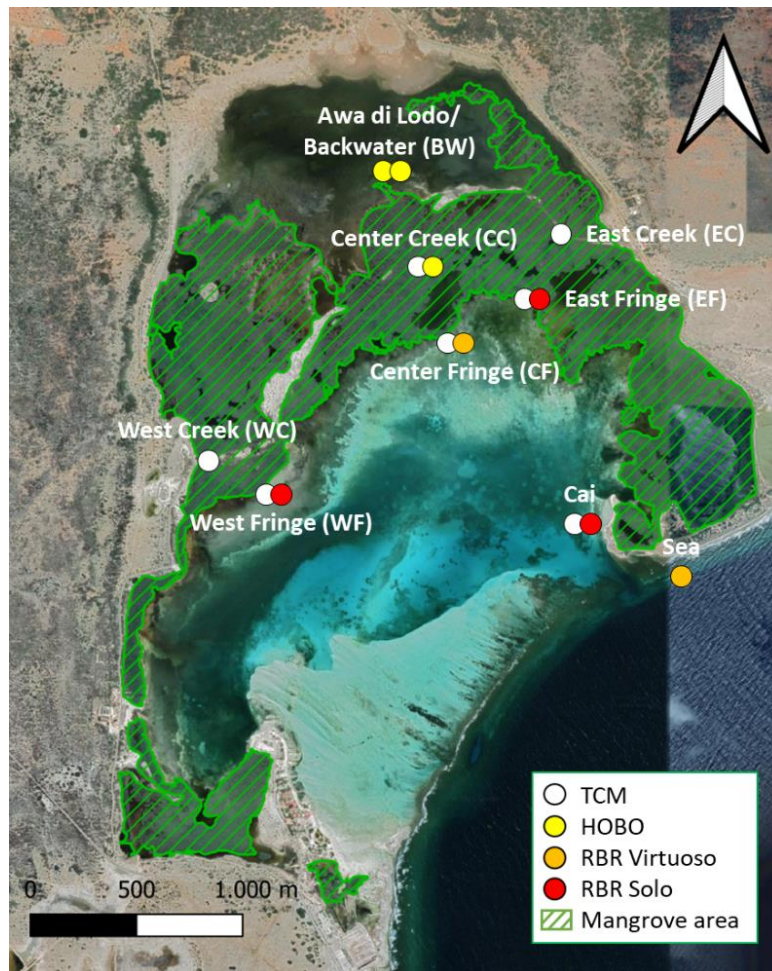 Awa di Lodo/
Backwater (BW)
Center Creek (CC)
East Creek (EC)
East Fringe (EF)
Center Fringe (CF)
West Creek (WC)
West Fringe (WF)
Cai
Sea
TCM
HOBO
RBR Virtuoso
RBR Solo
Mangrove area
0 500 1.000 m